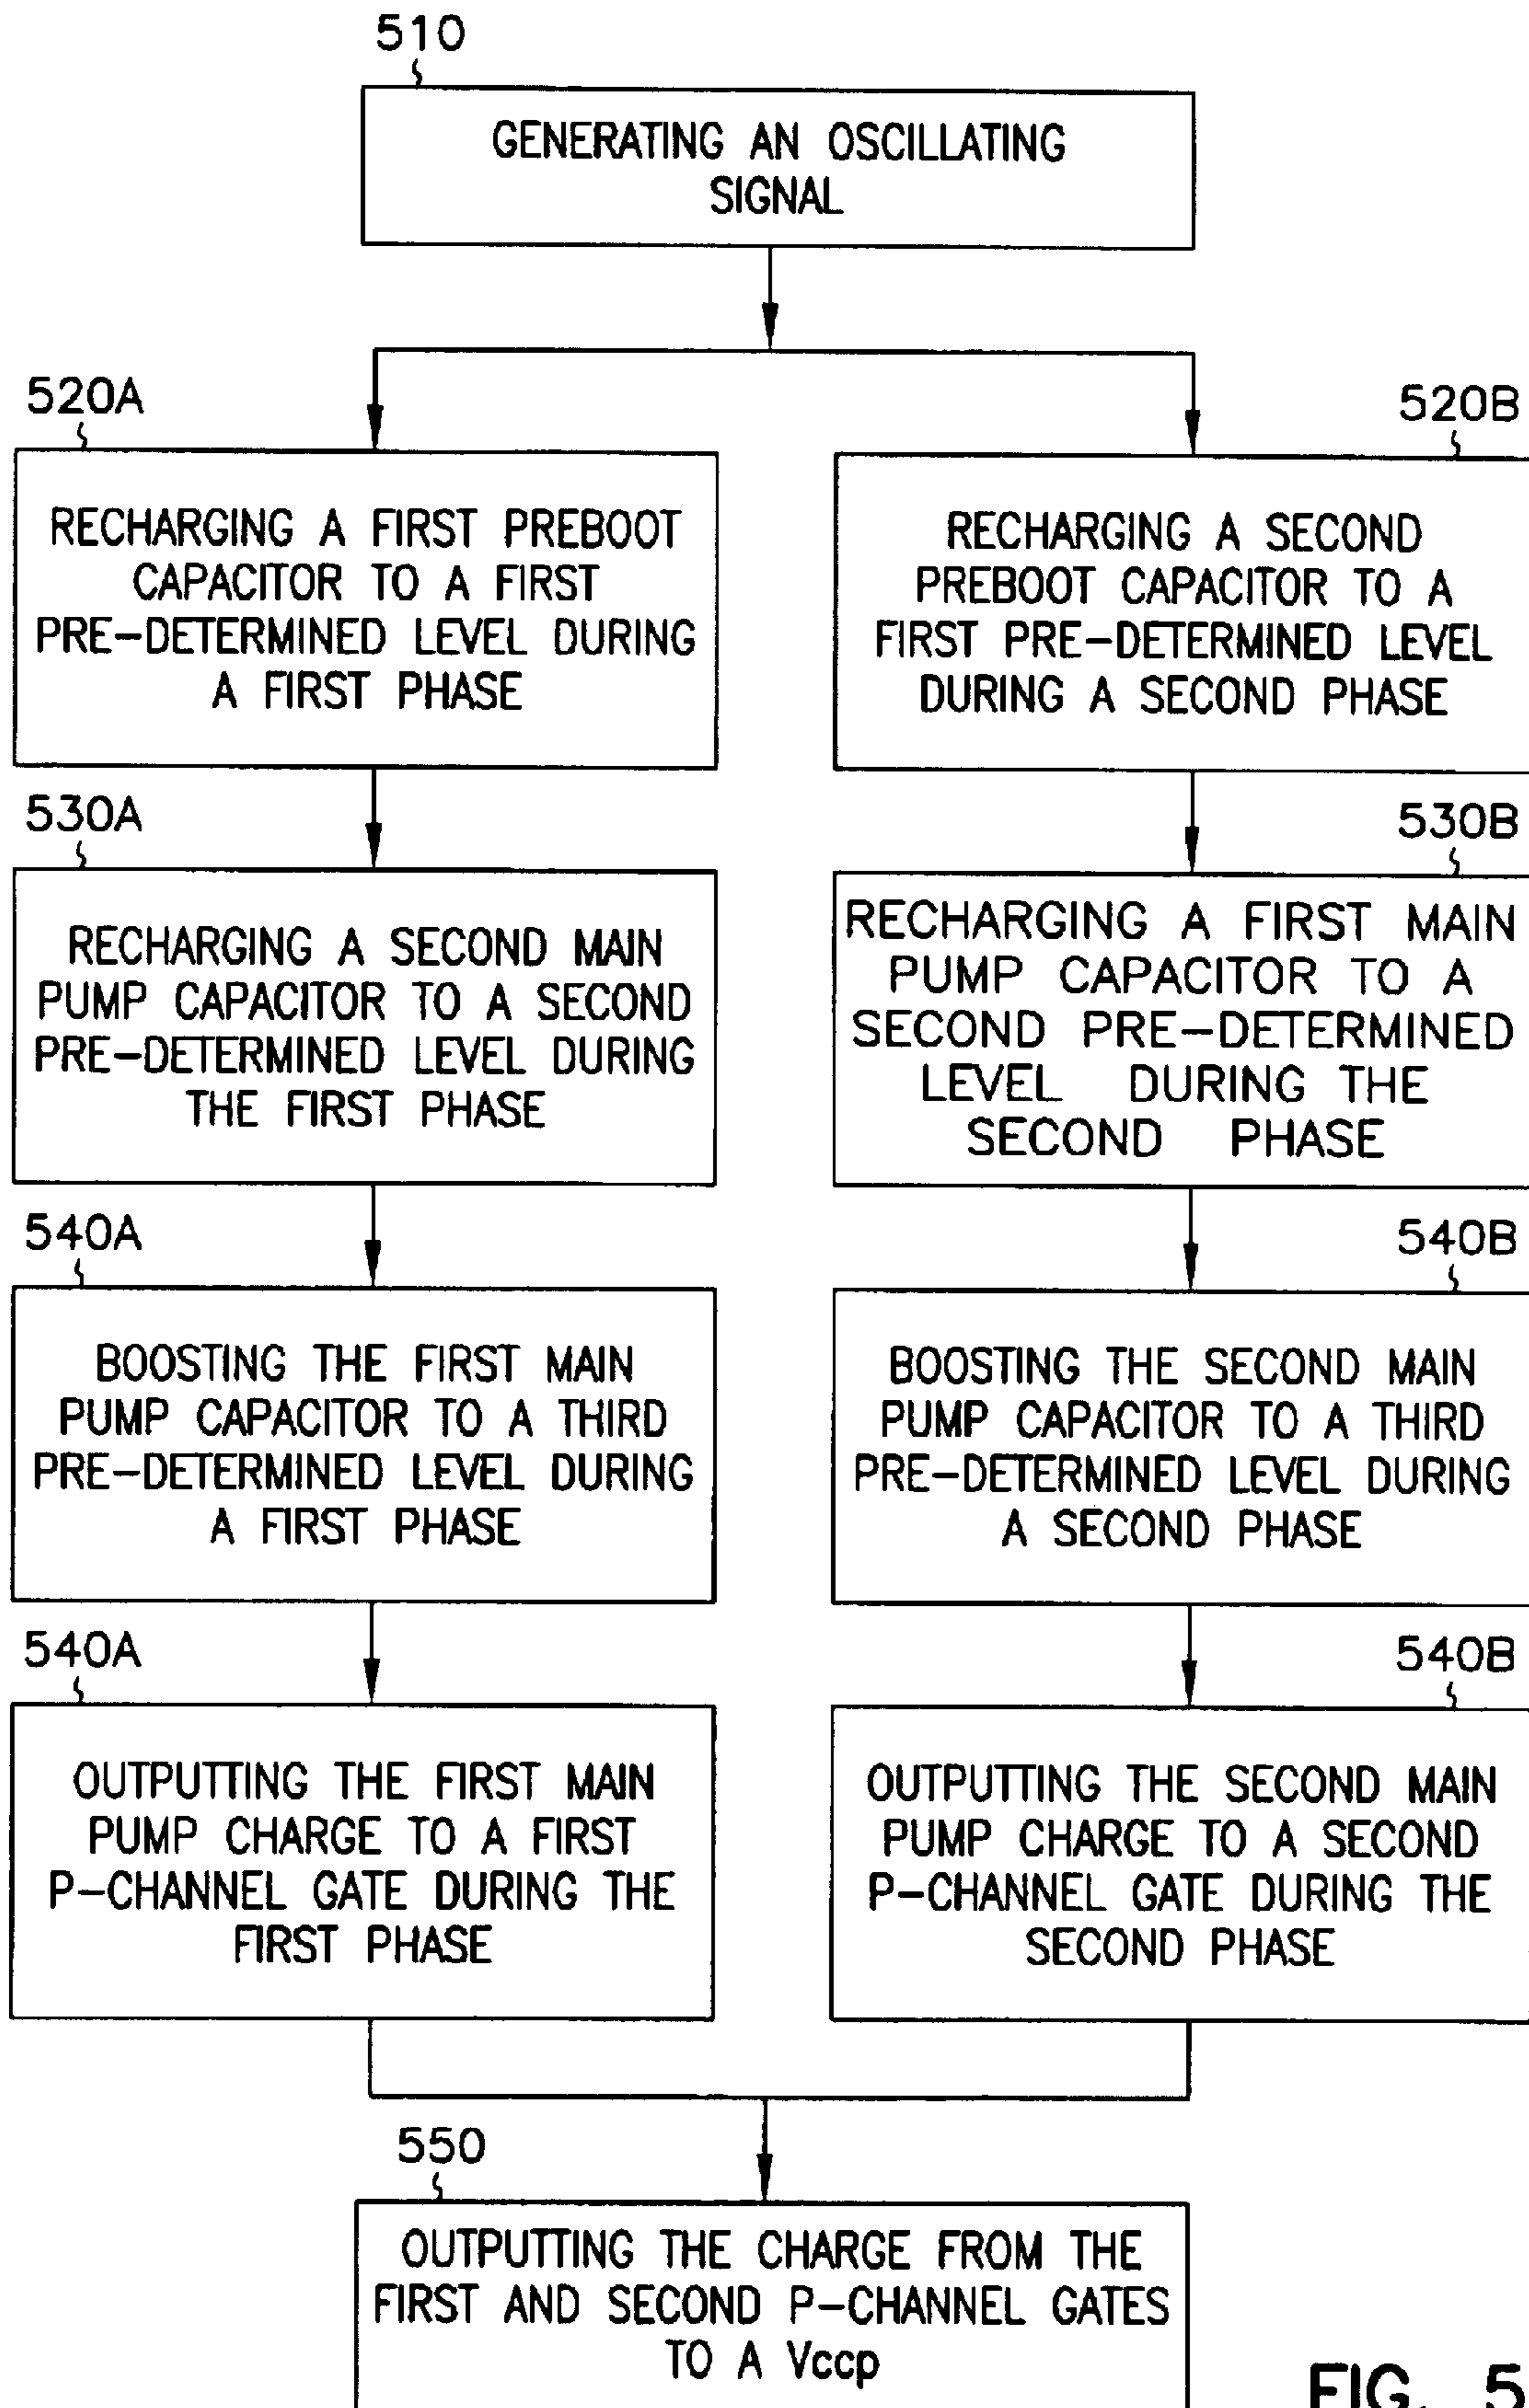 510
GENERATING AN OSCILLATING
SIGNAL
520A
RECHARGING A FIRST PREBOOT
CAPACITOR TO A FIRST
PRE-DETERMINED LEVEL DURING
A FIRST PHASE
520B
RECHARGING A SECOND
PREBOOT CAPACITOR TO A
FIRST PRE-DETERMINED LEVEL
DURING A SECOND PHASE
530A
RECHARGING A SECOND MAIN
PUMP CAPACITOR TO A SECOND
PRE-DETERMINED LEVEL DURING
THE FIRST PHASE
530B
RECHARGING A FIRST MAIN
PUMP CAPACITOR TO A
SECOND PRE-DETERMINED
LEVEL DURING THE
SECOND PHASE
540A
BOOSTING THE FIRST MAIN
PUMP CAPACITOR TO A THIRD
PRE-DETERMINED LEVEL DURING
A FIRST PHASE
540B
BOOSTING THE SECOND MAIN
PUMP CAPACITOR TO A THIRD
PRE-DETERMINED LEVEL DURING
A SECOND PHASE
540A
OUTPUTTING THE FIRST MAIN
PUMP CHARGE TO A FIRST
P-CHANNEL GATE DURING THE
FIRST PHASE
540B
OUTPUTTING THE SECOND MAIN
PUMP CHARGE TO A SECOND
P-CHANNEL GATE DURING THE
SECOND PHASE
550
OUTPUTTING THE CHARGE FROM THE
FIRST AND SECOND P-CHANNEL GATES
TO A Vccp
FIG. 5